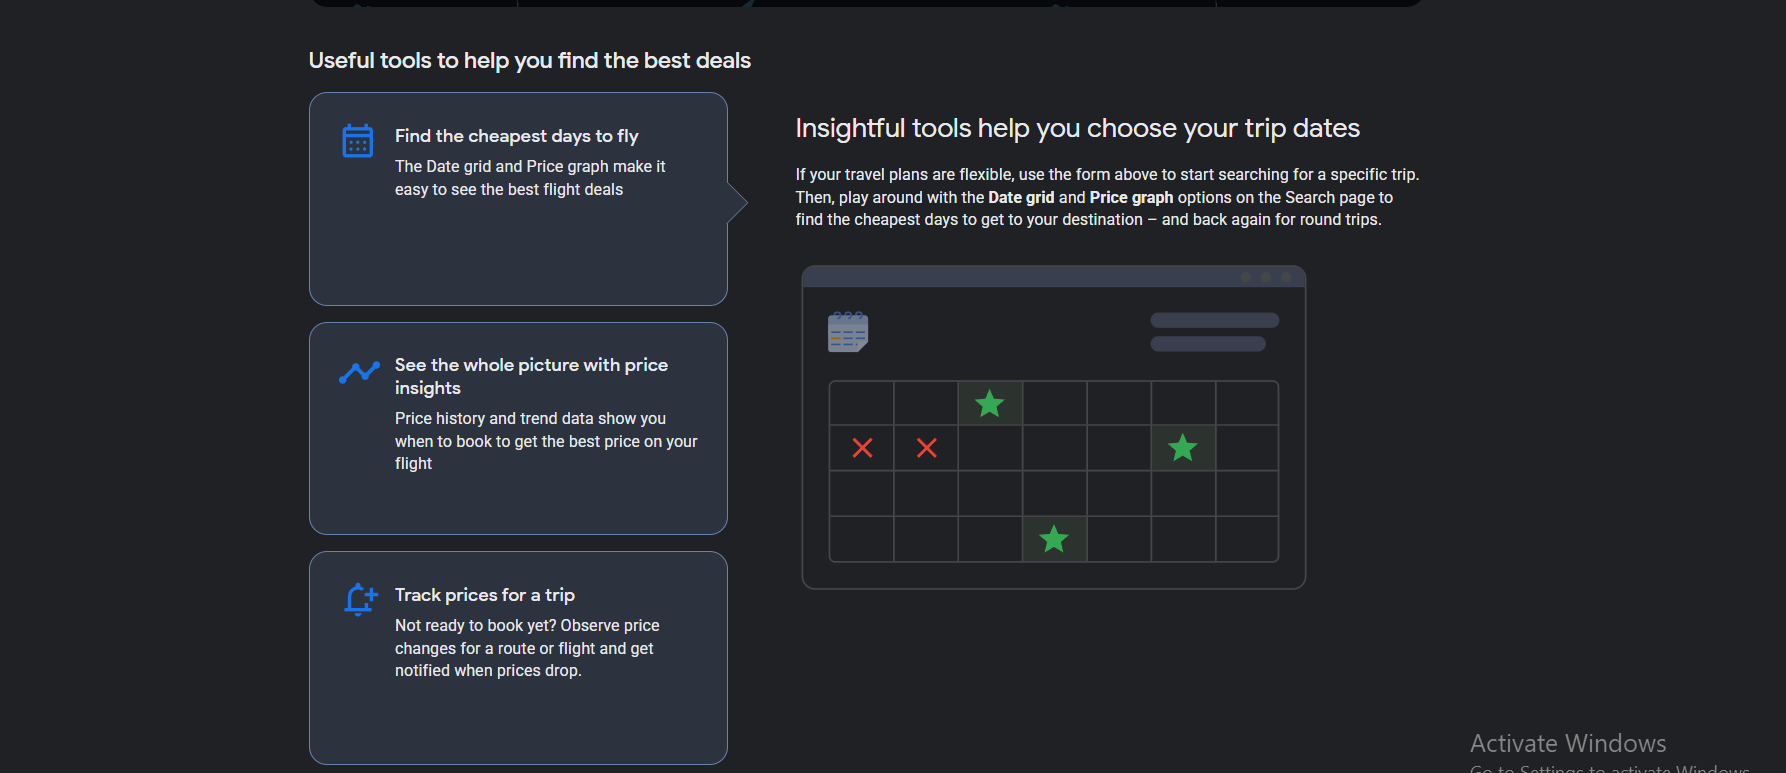 Useful tools to help you find the best deals
Find the cheapest days to fly
The Date grid and Price graph make it
easy to see the best flight deals
See the whole picture with price
insights
Price history and trend data show you
when to book to get the best price on your
flight
Track prices for a trip
Not ready to book yet? Observe price
changes for a route or flight and get
notified when prices drop.
Insightful tools help you choose your trip dates
If your travel plans are flexible, use the form above to start searching for a specific trip.
Then, play around with the Date grid and Price graph options on the Search page to
find the cheapest days to get to your destination – and back again for round trips.
Activate Windows
Go to Settings to activate Windows.